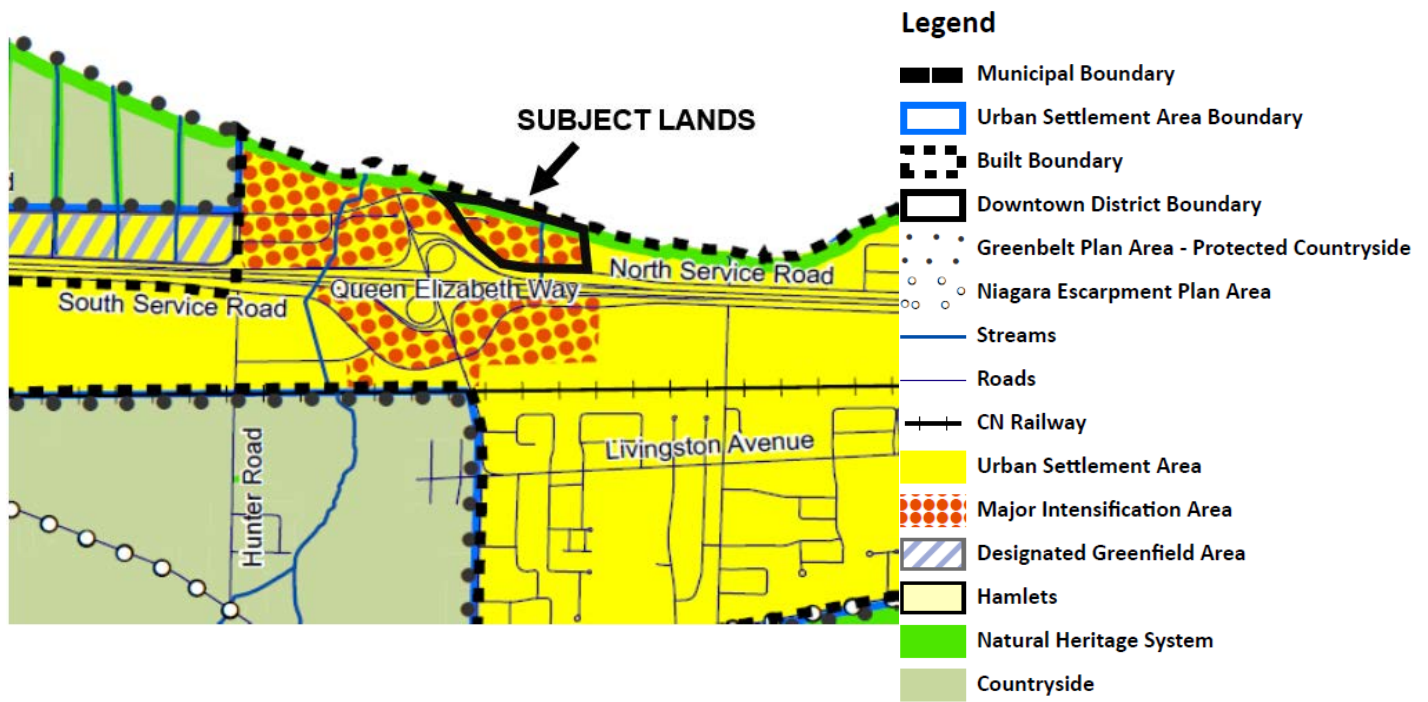 SUBJECT LANDS
d
North Service Road
Queen Elizabeth Way
South Service Road
Livingston Avenue
Hunter Road
Legend
Municipal Boundary
Urban Settlement Area Boundary
Built Boundary
Downtown District Boundary
Greenbelt Plan Area - Protected Countryside
Niagara Escarpment Plan Area
Streams
Roads
CN Railway
Urban Settlement Area
Major Intensification Area
Designated Greenfield Area
Hamlets
Natural Heritage System
Countryside